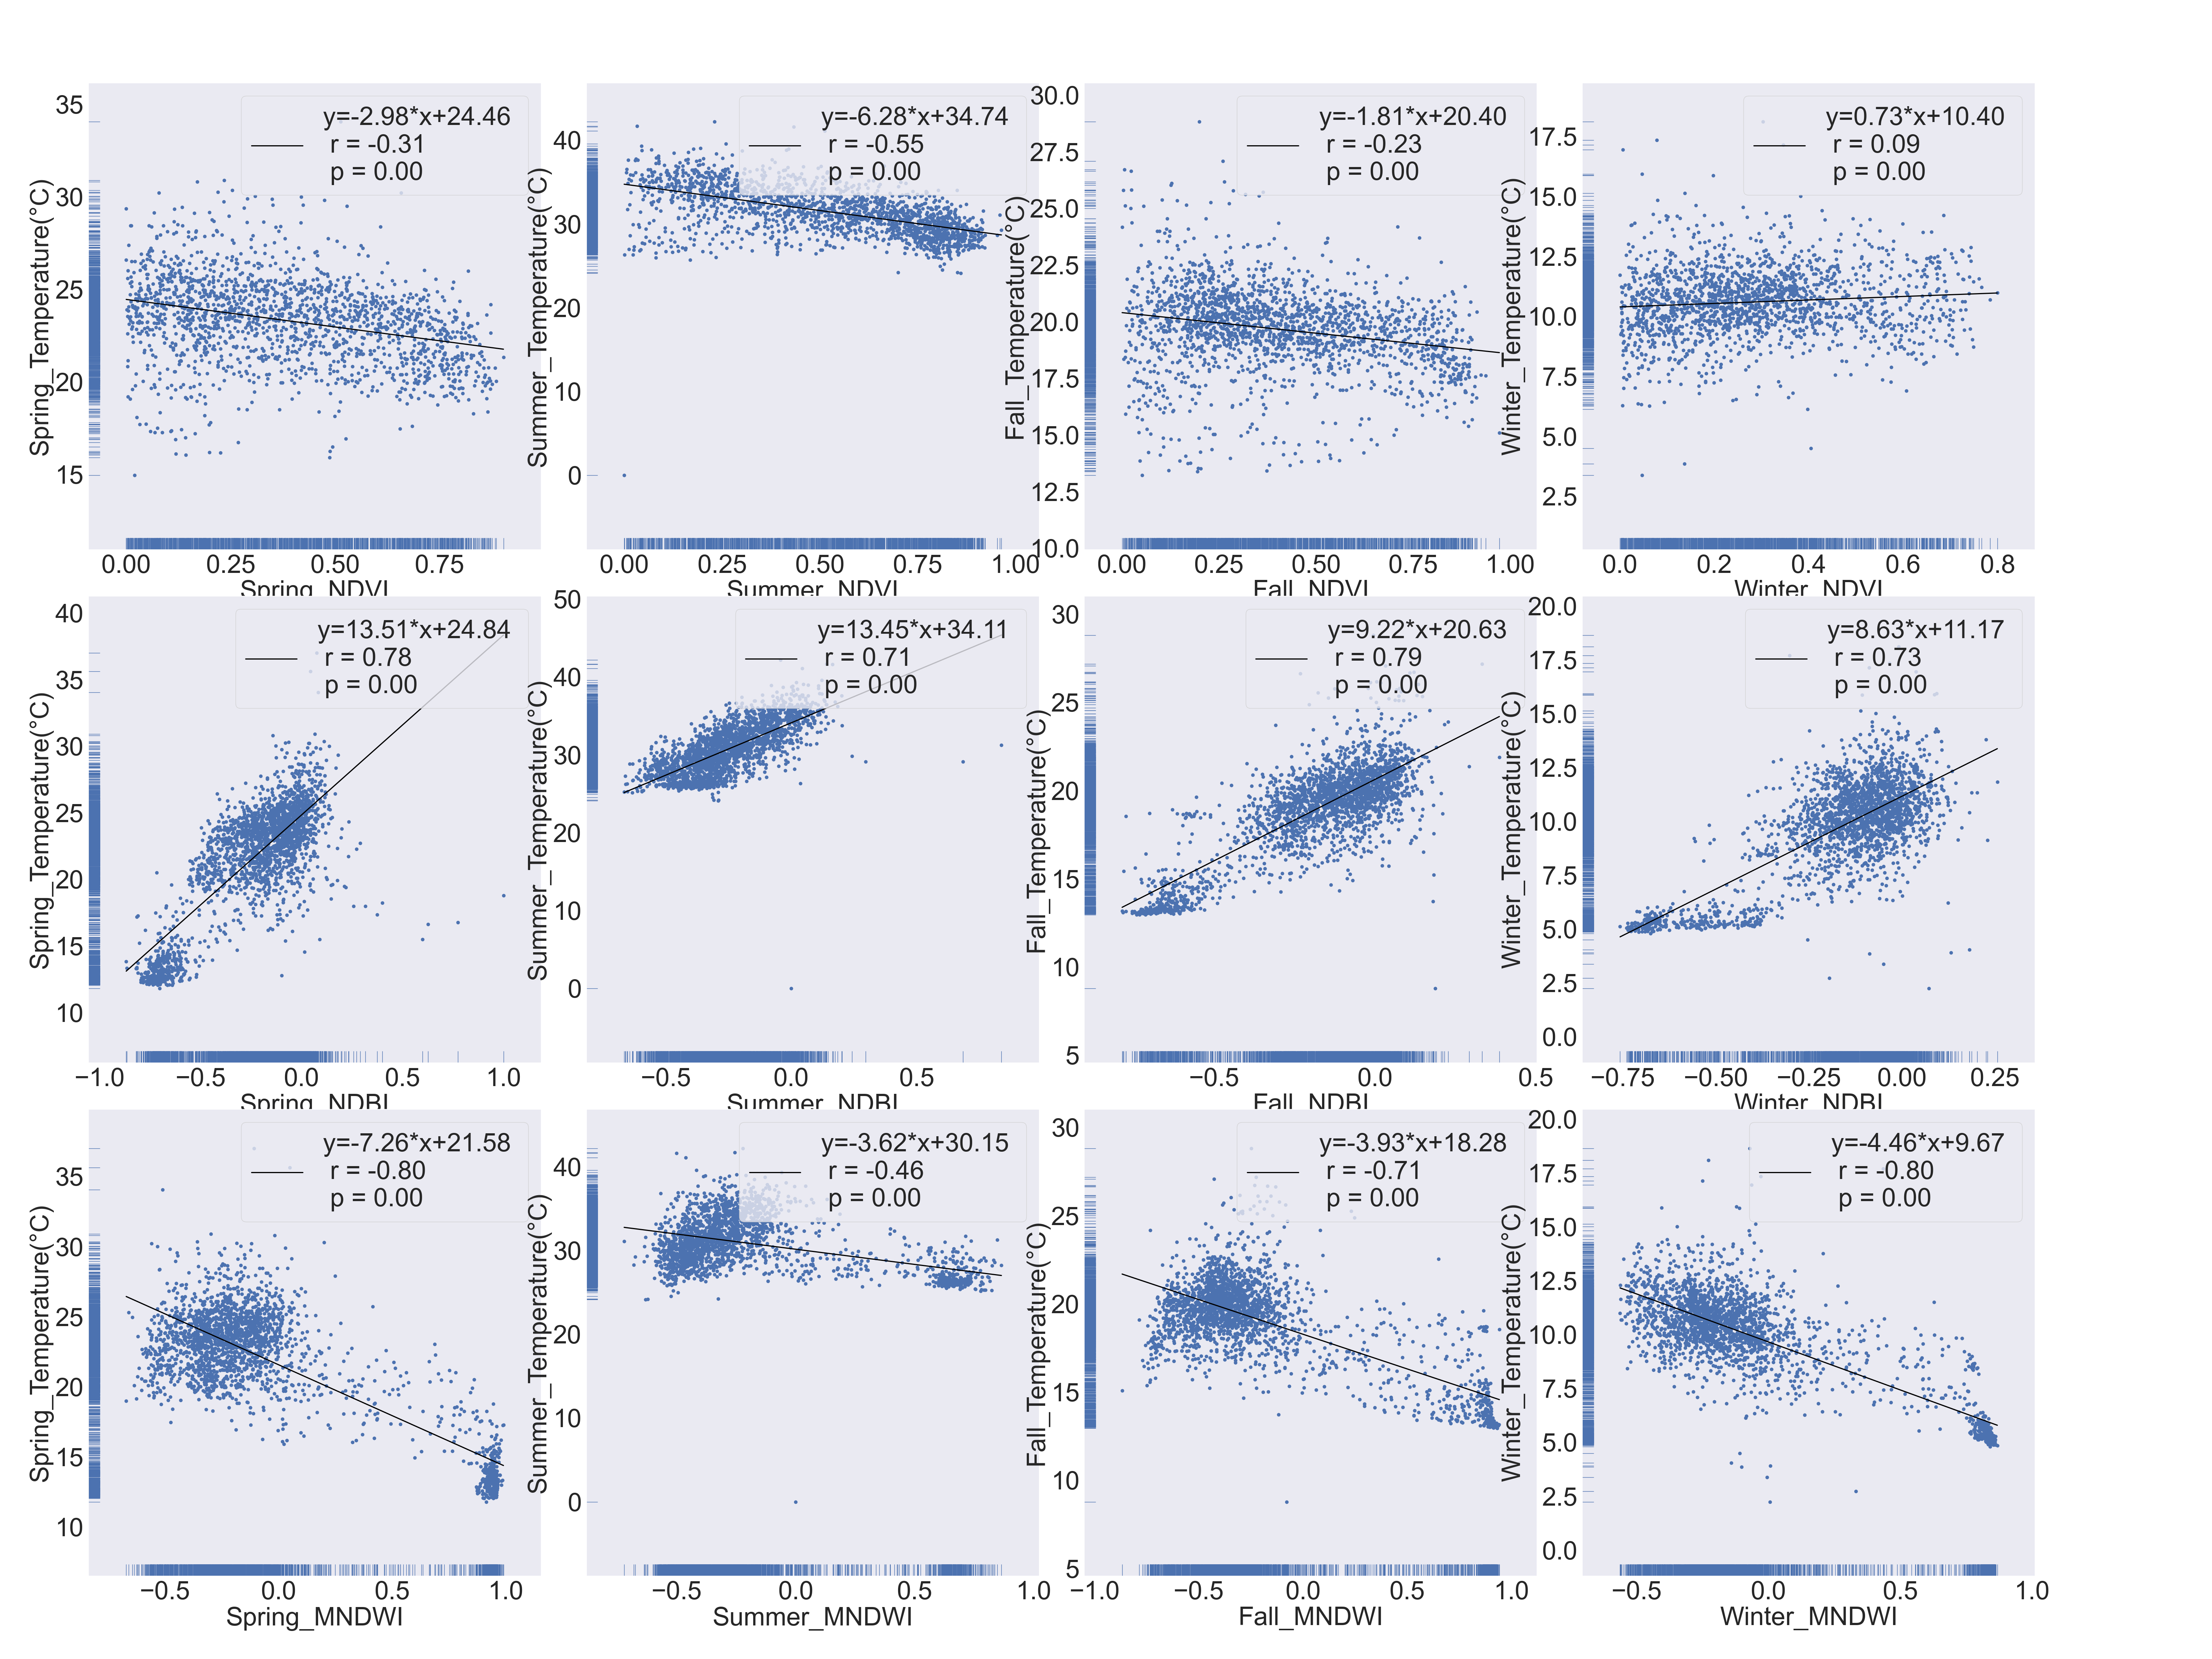 y=-2.98*x+24.46
r = -0.31
p = 0.00
Spring_Temperature(°C)
35
30
25
20
15
0.00 0.25 0.50 0.75
Spring_NDVI
y=-6.28*x+34.74
r = -0.55
p = 0.00
Summer_Temperature(°C)
40
30
20
10
0
0.00 0.25 0.50 0.75 1.00
Summer_NDVI
y=-1.81*x+20.40
r = -0.23
p = 0.00
Fall_Temperature(°C)
30.0
27.5
25.0
22.5
20.0
17.5
15.0
12.5
10.0
0.00 0.25 0.50 0.75 1.00
Fall_NDVI
y=0.73*x+10.40
r = 0.09
p = 0.00
Winter_Temperature(°C)
17.5
15.0
12.5
10.0
7.5
5.0
2.5
0.0 0.2 0.4 0.6 0.8
Winter_NDVI
y=13.51*x+24.84
r = 0.78
p = 0.00
Spring_Temperature(°C)
40
35
30
25
20
15
10
−1.0 −0.5 0.0 0.5 1.0
Spring_NDBI
y=13.45*x+34.11
r = 0.71
p = 0.00
Summer_Temperature(°C)
50
40
30
20
10
0
−0.5 0.0 0.5
Summer_NDBI
y=9.22*x+20.63
r = 0.79
p = 0.00
Fall_Temperature(°C)
30
25
20
15
10
5
−0.5 0.0 0.5
Fall_NDBI
y=8.63*x+11.17
r = 0.73
p = 0.00
Winter_Temperature(°C)
20.0
17.5
15.0
12.5
10.0
7.5
5.0
2.5
0.0
−0.75 −0.50 −0.25 0.00 0.25
Winter_NDBI
y=-7.26*x+21.58
r = -0.80
p = 0.00
Spring_Temperature(°C)
35
30
25
20
15
10
−0.5 0.0 0.5 1.0
Spring_MNDWI
y=-3.62*x+30.15
r = -0.46
p = 0.00
Summer_Temperature(°C)
40
30
20
10
0
−0.5 0.0 0.5 1.0
Summer_MNDWI
y=-3.93*x+18.28
r = -0.71
p = 0.00
Fall_Temperature(°C)
30
25
20
15
10
5
−1.0 −0.5 0.0 0.5 1.0
Fall_MNDWI
y=-4.46*x+9.67
r = -0.80
p = 0.00
Winter_Temperature(°C)
20.0
17.5
15.0
12.5
10.0
7.5
5.0
2.5
0.0
−0.5 0.0 0.5 1.0
Winter_MNDWI